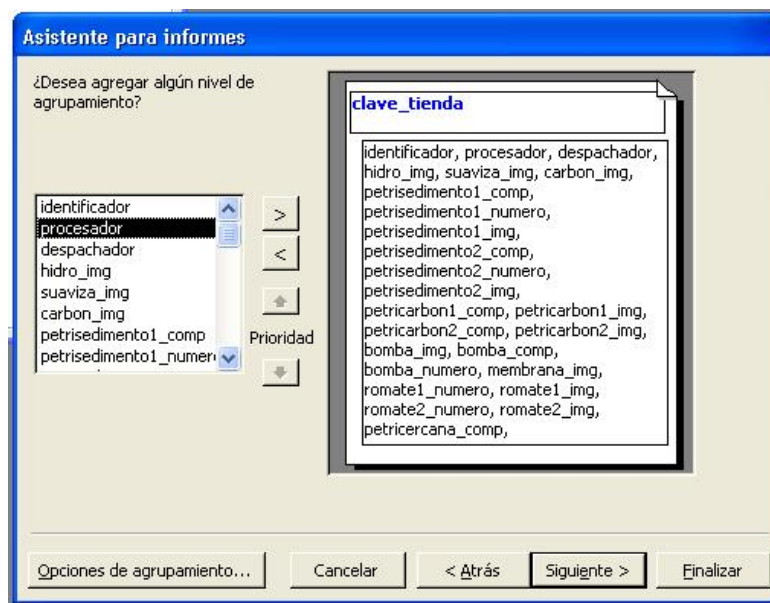 Asistente para informes
¿Desea agregar algún nivel de
agrupamiento?
identificador
procesador
despachador
hidro_img
suaviza_img
carbon_img
petrisedimento1_comp
petrisedimento1_numero
>
<
Prioridad
clave_tienda
identificador, procesador, despachador,
hidro_img, suaviza_img, carbon_img,
petrisedimento1_comp,
petrisedimento1_numero,
petrisedimento1_img,
petrisedimento2_comp,
petrisedimento2_numero,
petrisedimento2_img,
petricarbon1_comp, petricarbon1_img,
petricarbon2_comp, petricarbon2_img,
bomba_img, bomba_comp,
bomba_numero, membrana_img,
romate1_numero, romate1_img,
romate2_numero, romate2_img,
petricercana_comp,
Opciones de agrupamiento...
Cancelar
< Atrás
Siguiente >
Finalizar